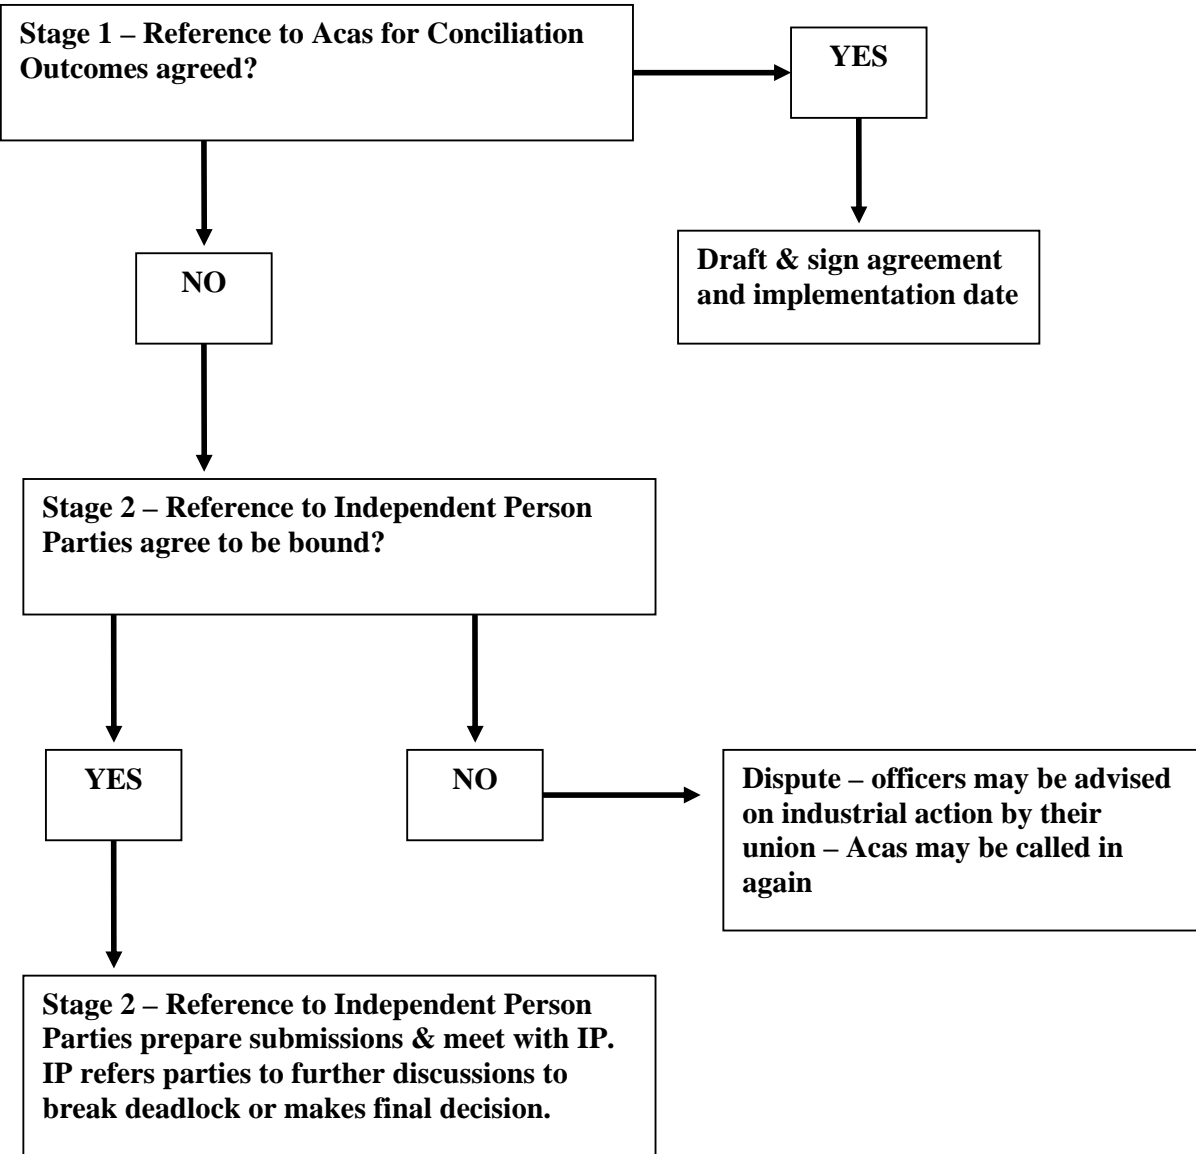 Stage 1 – Reference to Acas for Conciliation
Outcomes agreed?
YES
Draft & sign agreement
and implementation date
NO
Stage 2 – Reference to Independent Person
Parties agree to be bound?
YES
NO
Dispute – officers may be advised
on industrial action by their
union – Acas may be called in
again
Stage 2 – Reference to Independent Person
Parties prepare submissions & meet with IP.
IP refers parties to further discussions to
break deadlock or makes final decision.